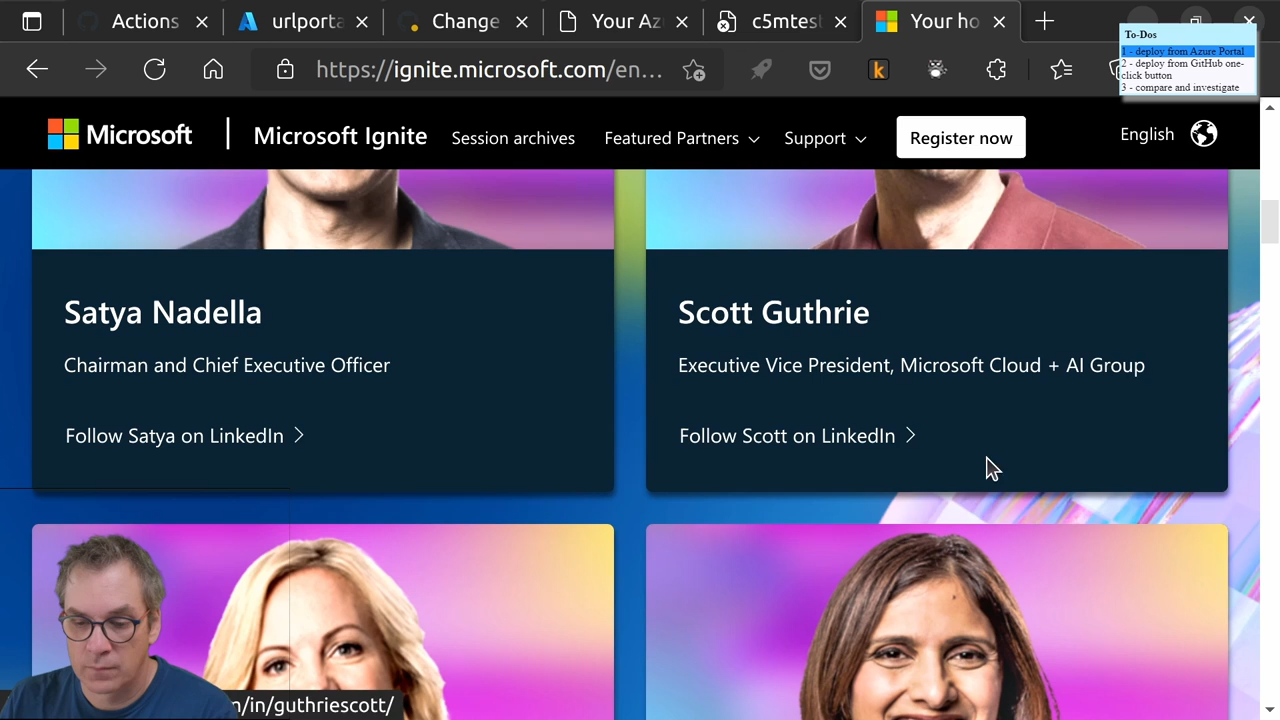 Actions
urlporta
Change
Your Az
c5mtest
Your ho
To-Dos
1 - deploy from Azure Portal
2 - deploy from GitHub one-
click button
3 - compare and investigate
https://ignite.microsoft.com/en...
Microsoft
Microsoft Ignite
Session archives
Featured Partners
Support
Register now
English
Satya Nadella
Chairman and Chief Executive Officer
Follow Satya on LinkedIn
Scott Guthrie
Executive Vice President, Microsoft Cloud + AI Group
Follow Scott on LinkedIn
/in/guthriescott/